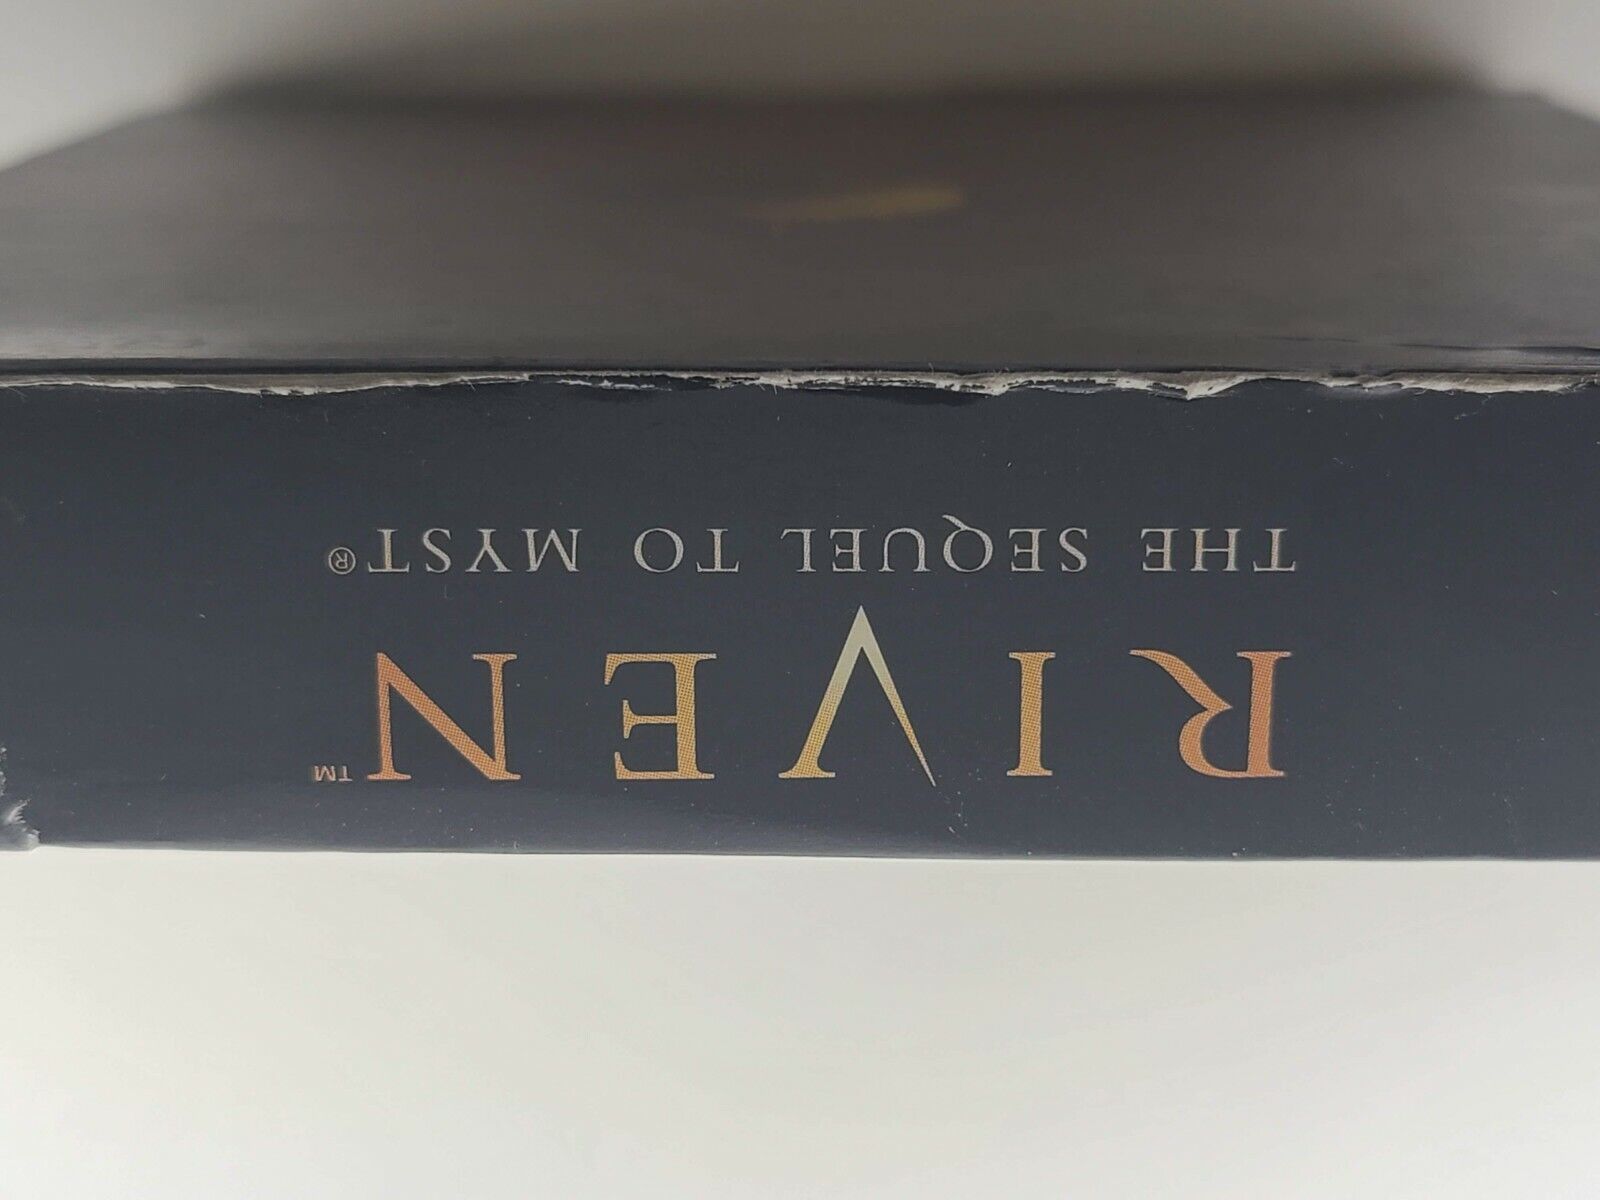 RIVEN™
THE SEQUEL TO MYST®